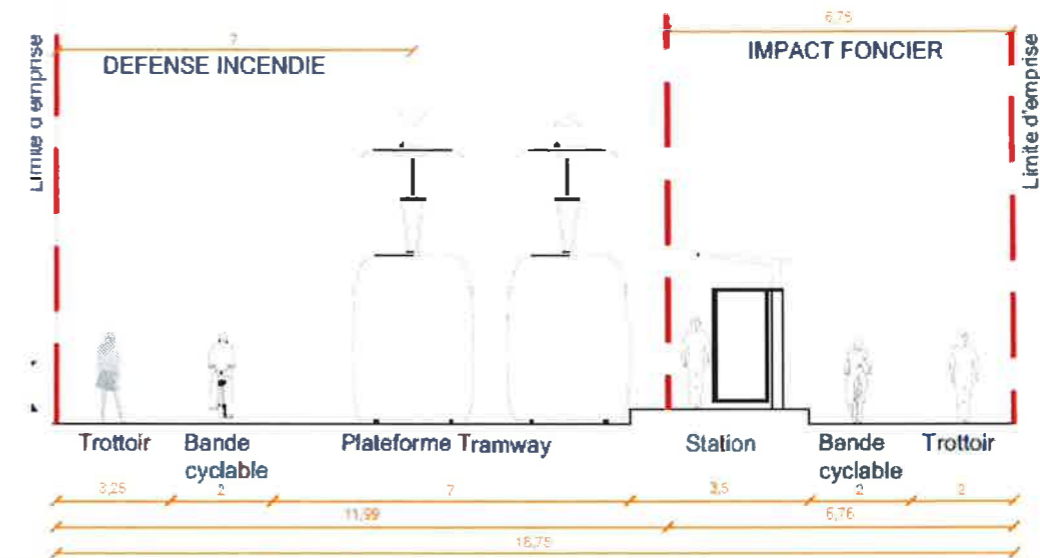 6,75
7
DEFENSE INCENDIE
IMPACT FONCIER
Limite d'emprise
Limite d'emprise
Trottoir
Bande
cyclable
Plateforme Tramway
Station
Bande
cyclable
Trottoir
3,25
2
7
3,5
2
2
11,99
6,76
18,75